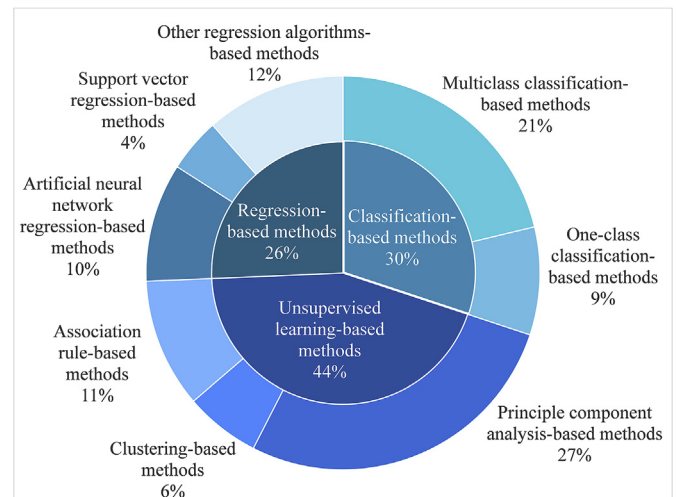 Other regression algorithms-
based methods
12%
Support vector
regression-based
methods
4%
Multiclass classification-
based methods
21%
Artificial neural
network
regression-based
methods
10%
Regression-
based methods
26%
Classification-
based methods
30%
One-class
classification-
based methods
9%
Unsupervised
learning-based
methods
44%
Association
rule-based
methods
11%
Principle component
analysis-based methods
27%
Clustering-based
methods
6%